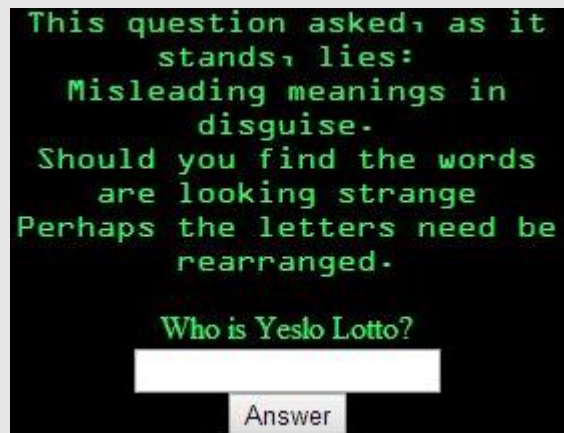 This question asked, as it
stands, lies:
Misleading meanings in
disguise.
Should you find the words
are looking strange
Perhaps the letters need be
rearranged.
Who is Yeslo Lotto?
Answer